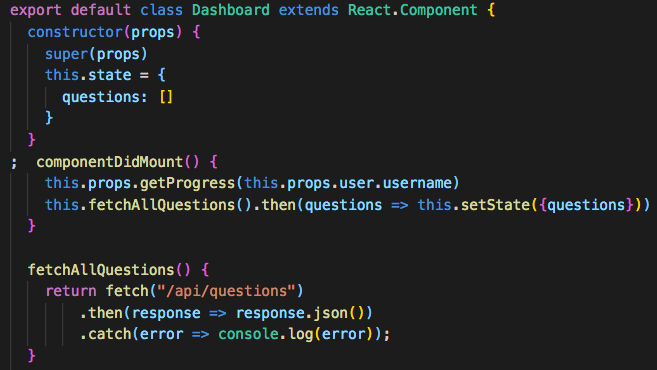 export default class Dashboard extends React.Component {
  constructor(props) {
    super(props)
    this.state = {
      questions: []
    }
  }
;  componentDidMount() {
    this.props.getProgress(this.props.user.username)
    this.fetchAllQuestions().then(questions => this.setState({questions}))
  }

  fetchAllQuestions() {
    return fetch("/api/questions")
        .then(response => response.json())
        .catch(error => console.log(error));
  }